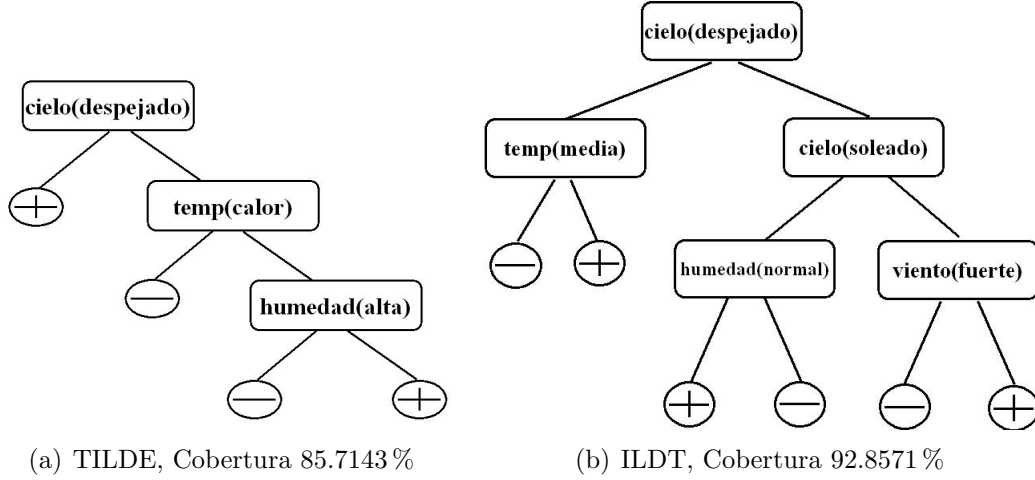 cielo(despejado)
temp(calor)
humedad(alta)
cielo(despejado)
temp(media)
cielo(soleado)
humedad(normal)
viento(fuerte)
(a) TILDE, Cobertura 85.7143 %
(b) ILDT, Cobertura 92.8571 %